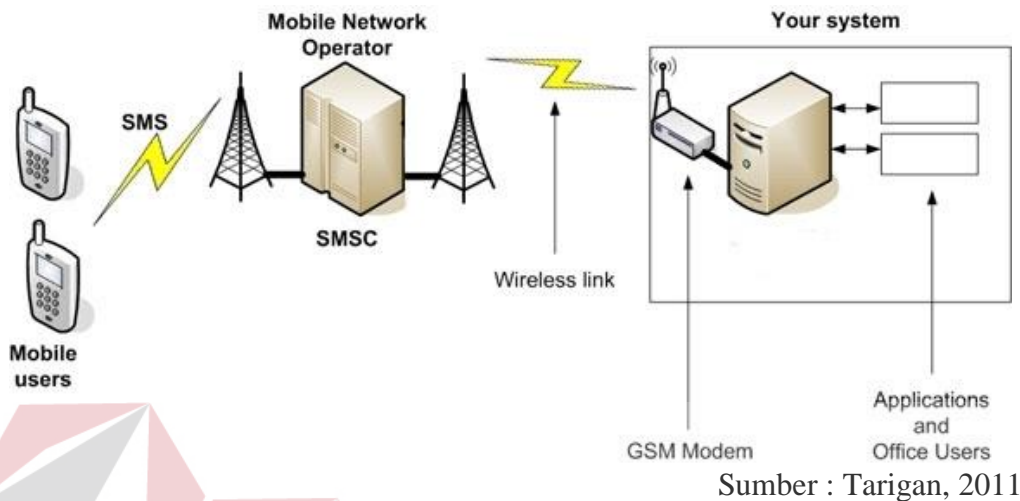 Mobile Network
Operator
Your system
SMS
SMSC
Wireless link
Mobile
users
GSM Modem
Applications
and
Office Users
Sumber : Tarigan, 2011